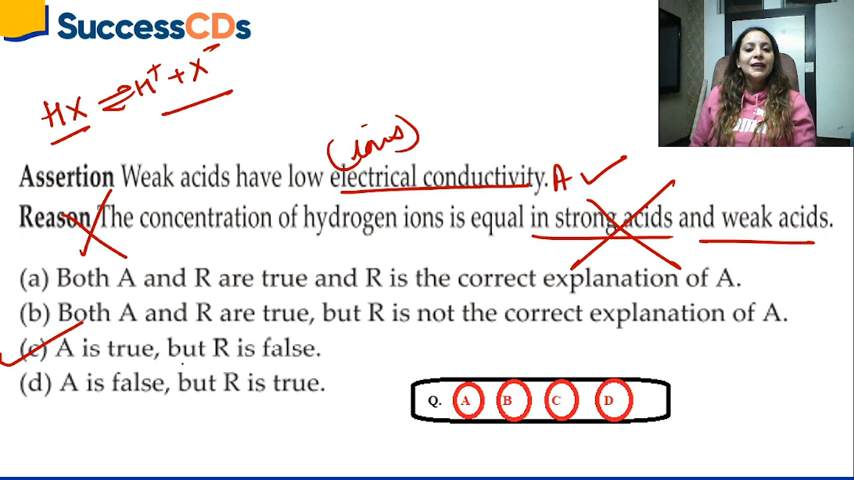 SuccessCDs
HX ⇌ H⁺ + X⁻
(ions)
Assertion Weak acids have low electrical conductivity. A ✓
Reason The concentration of hydrogen ions is equal in strong acids and weak acids.
(a) Both A and R are true and R is the correct explanation of A.
(b) Both A and R are true, but R is not the correct explanation of A.
(c) A is true, but R is false.
(d) A is false, but R is true.
Q. A B C D